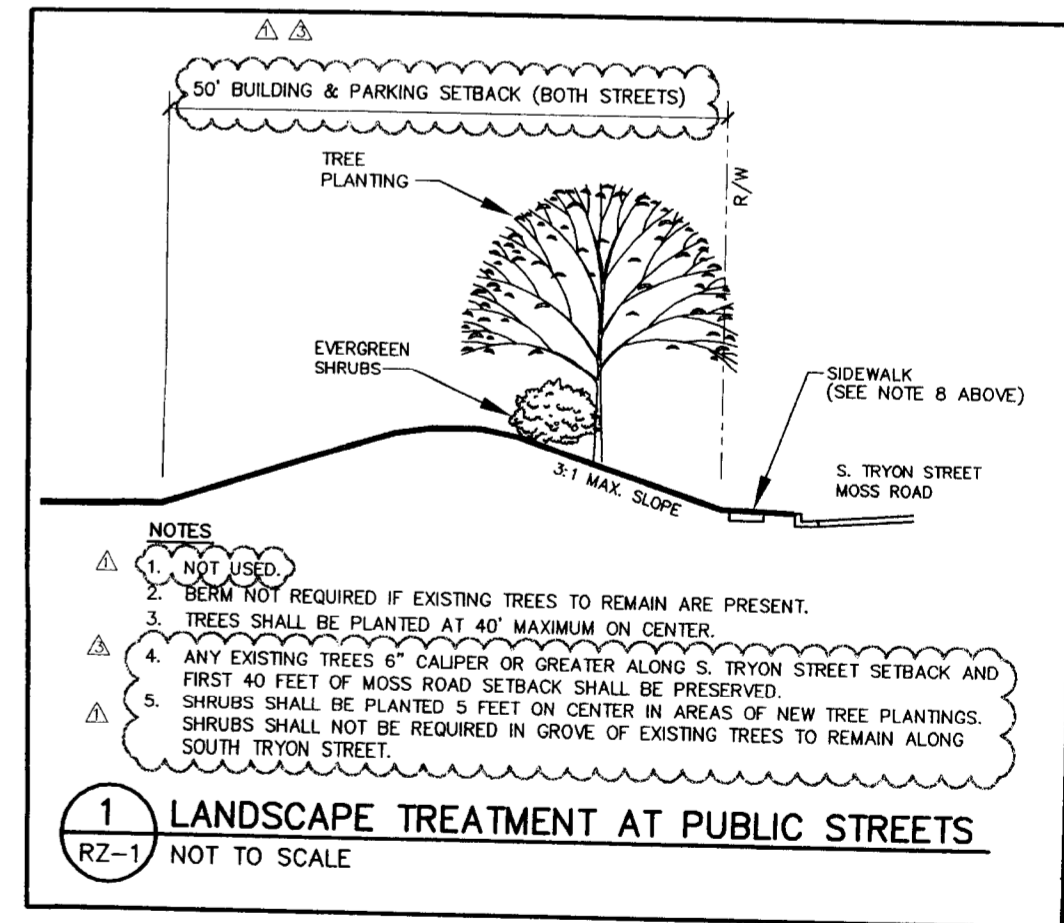 1 3
50' BUILDING & PARKING SETBACK (BOTH STREETS)
TREE
PLANTING
R/W
EVERGREEN
SHRUBS
SIDEWALK
(SEE NOTE 8 ABOVE)
3:1 MAX. SLOPE
S. TRYON STREET
MOSS ROAD
NOTES
1 1. NOT USED.
2. BERM NOT REQUIRED IF EXISTING TREES TO REMAIN ARE PRESENT.
3. TREES SHALL BE PLANTED AT 40' MAXIMUM ON CENTER.
3 4. ANY EXISTING TREES 6" CALIPER OR GREATER ALONG S. TRYON STREET SETBACK AND
FIRST 40 FEET OF MOSS ROAD SETBACK SHALL BE PRESERVED.
1 5. SHRUBS SHALL BE PLANTED 5 FEET ON CENTER IN AREAS OF NEW TREE PLANTINGS.
SHRUBS SHALL NOT BE REQUIRED IN GROVE OF EXISTING TREES TO REMAIN ALONG
SOUTH TRYON STREET.
1 LANDSCAPE TREATMENT AT PUBLIC STREETS
RZ-1 NOT TO SCALE